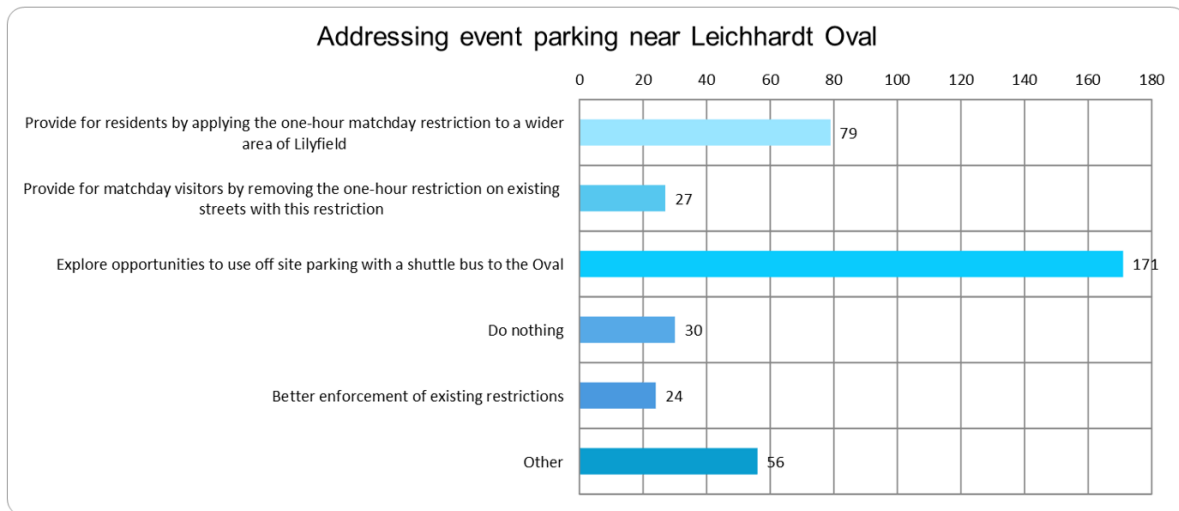 Addressing event parking near Leichhardt Oval
0 20 40 60 80 100 120 140 160 180
Provide for residents by applying the one-hour matchday restriction to a wider
area of Lilyfield
79
Provide for matchday visitors by removing the one-hour restriction on existing
streets with this restriction
27
Explore opportunities to use off site parking with a shuttle bus to the Oval
171
Do nothing
30
Better enforcement of existing restrictions
24
Other
56